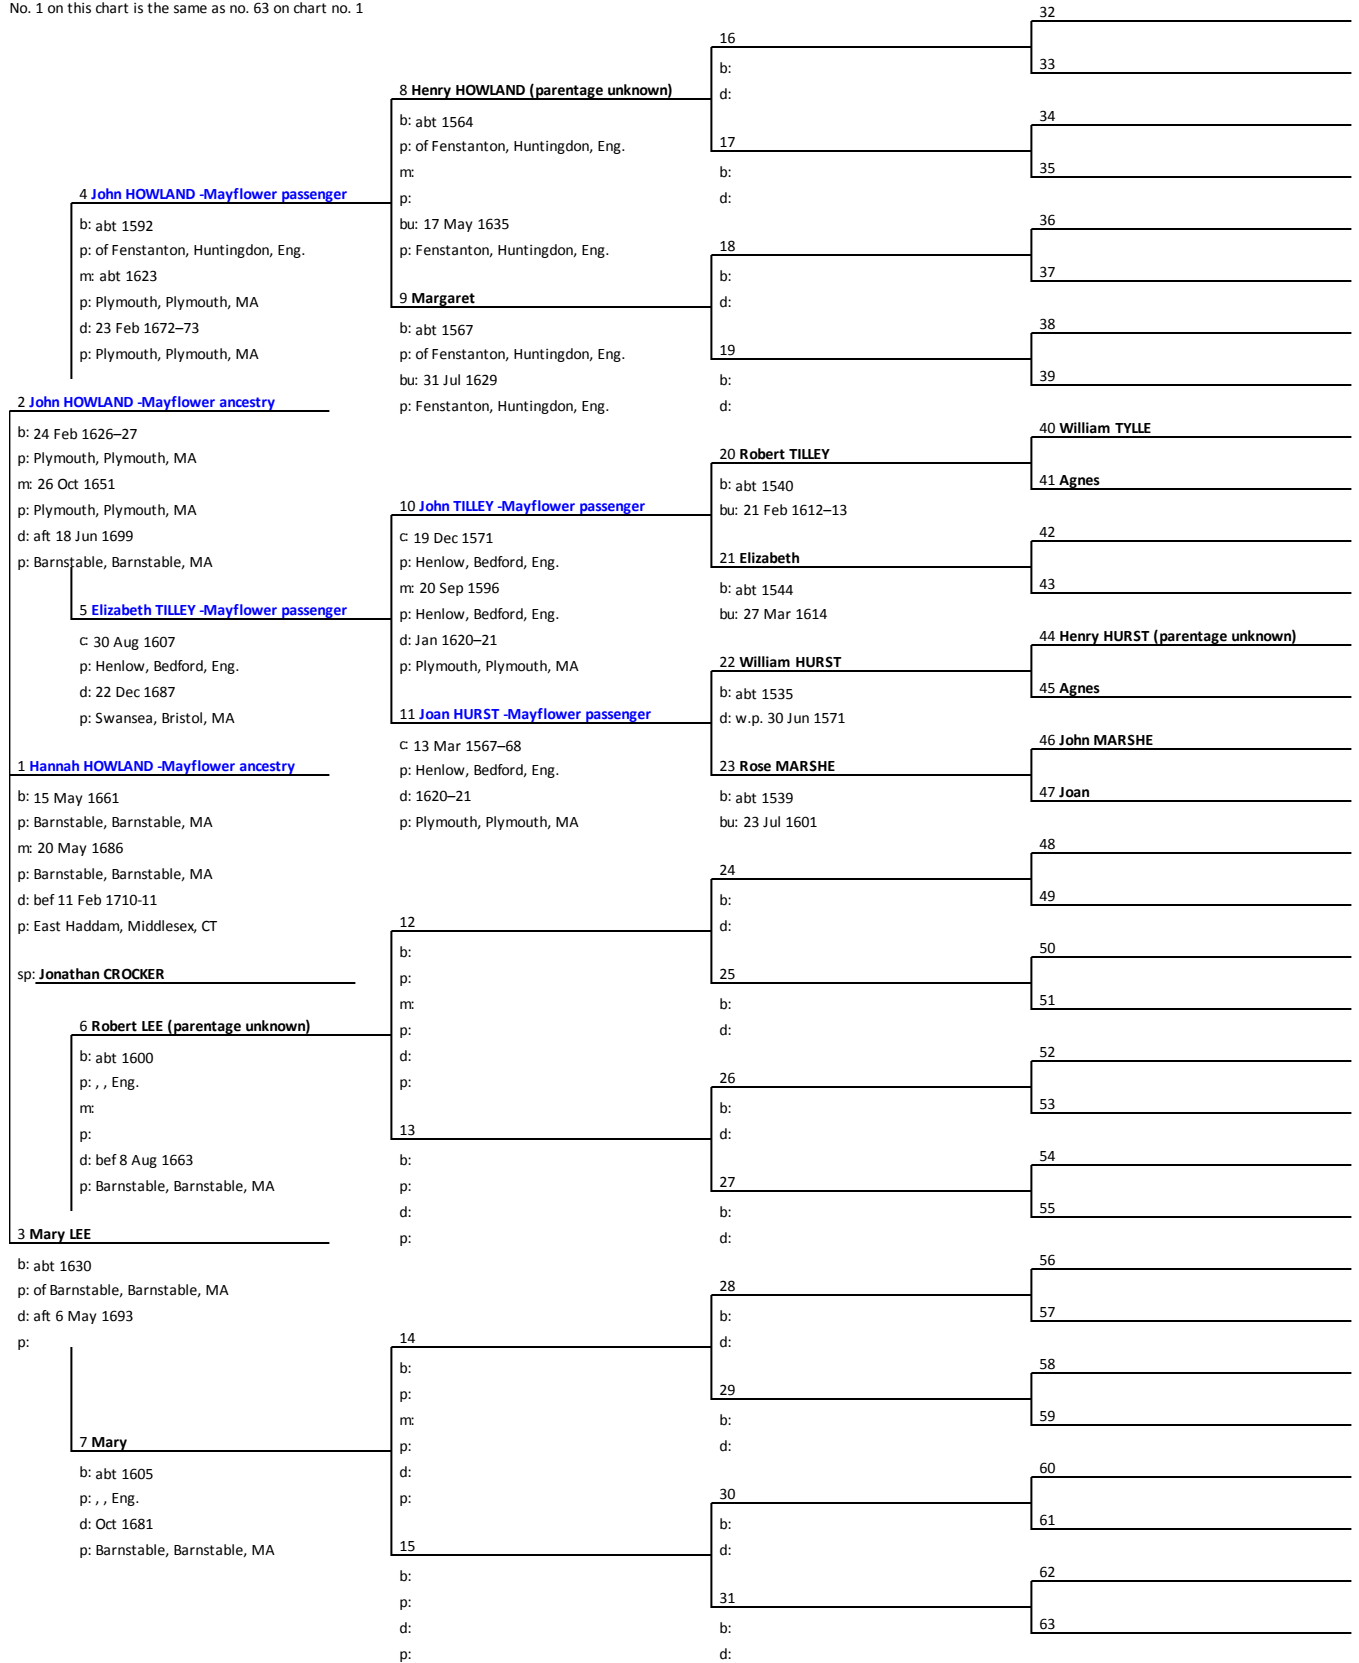 No. 1 on this chart is the same as no. 63 on chart no. 1
4 John HOWLAND -Mayflower passenger
b: abt 1592
p: of Fenstanton, Huntingdon, Eng.
m: abt 1623
p: Plymouth, Plymouth, MA
d: 23 Feb 1672–73
p: Plymouth, Plymouth, MA
2 John HOWLAND -Mayflower ancestry
b: 24 Feb 1626–27
p: Plymouth, Plymouth, MA
m: 26 Oct 1651
p: Plymouth, Plymouth, MA
d: aft 18 Jun 1699
p: Barnstable, Barnstable, MA
5 Elizabeth TILLEY -Mayflower passenger
c: 30 Aug 1607
p: Henlow, Bedford, Eng.
d: 22 Dec 1687
p: Swansea, Bristol, MA
1 Hannah HOWLAND -Mayflower ancestry
b: 15 May 1661
p: Barnstable, Barnstable, MA
m: 20 May 1686
p: Barnstable, Barnstable, MA
d: bef 11 Feb 1710-11
p: East Haddam, Middlesex, CT
sp: Jonathan CROCKER
6 Robert LEE (parentage unknown)
b: abt 1600
p: , , Eng.
m:
p:
d: bef 8 Aug 1663
p: Barnstable, Barnstable, MA
3 Mary LEE
b: abt 1630
p: of Barnstable, Barnstable, MA
d: aft 6 May 1693
p:
7 Mary
b: abt 1605
p: , , Eng.
d: Oct 1681
p: Barnstable, Barnstable, MA
8 Henry HOWLAND (parentage unknown)
b: abt 1564
p: of Fenstanton, Huntingdon, Eng.
m:
p:
bu: 17 May 1635
p: Fenstanton, Huntingdon, Eng.
9 Margaret
b: abt 1567
p: of Fenstanton, Huntingdon, Eng.
bu: 31 Jul 1629
p: Fenstanton, Huntingdon, Eng.
10 John TILLEY -Mayflower passenger
c: 19 Dec 1571
p: Henlow, Bedford, Eng.
m: 20 Sep 1596
p: Henlow, Bedford, Eng.
d: Jan 1620–21
p: Plymouth, Plymouth, MA
11 Joan HURST -Mayflower passenger
c: 13 Mar 1567–68
p: Henlow, Bedford, Eng.
d: 1620–21
p: Plymouth, Plymouth, MA
12
b:
p:
m:
p:
d:
p:
13
b:
p:
d:
p:
14
b:
p:
m:
p:
d:
p:
15
b:
p:
d:
p:
16
b:
d:
17
b:
d:
18
b:
d:
19
b:
d:
20 Robert TILLEY
b: abt 1540
bu: 21 Feb 1612–13
21 Elizabeth
b: abt 1544
bu: 27 Mar 1614
22 William HURST
b: abt 1535
d: w.p. 30 Jun 1571
23 Rose MARSHE
b: abt 1539
bu: 23 Jul 1601
24
b:
d:
25
b:
d:
26
b:
d:
27
b:
d:
28
b:
d:
29
b:
d:
30
b:
d:
31
b:
d:
32
33
34
35
36
37
38
39
40 William TYLLE
41 Agnes
42
43
44 Henry HURST (parentage unknown)
45 Agnes
46 John MARSHE
47 Joan
48
49
50
51
52
53
54
55
56
57
58
59
60
61
62
63